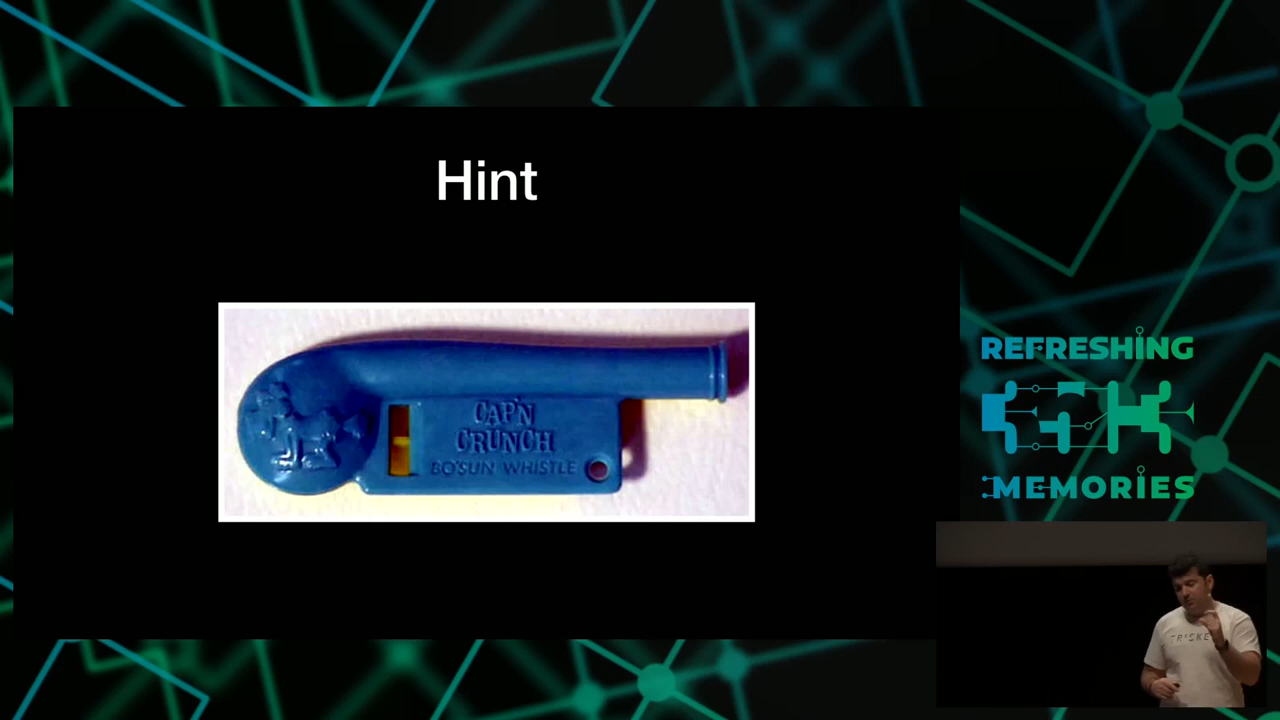 Hint
CAP'N
CRUNCH
BO'SUN WHISTLE
REFRESHING
MEMORIES